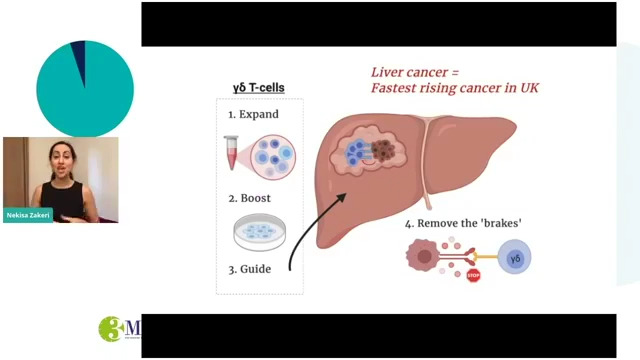 γδ T-cells
1. Expand
2. Boost
3. Guide
Liver cancer =
Fastest rising cancer in UK
4. Remove the 'brakes'
STOP
γδ
Nekisa Zakeri
3M